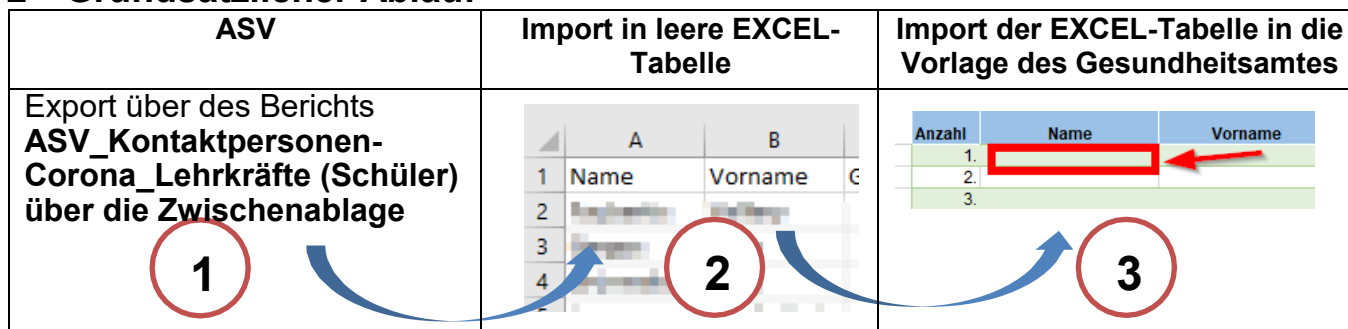 ASV
Import in leere EXCEL-
Tabelle
Import der EXCEL-Tabelle in die
Vorlage des Gesundheitsamtes
Export über des Berichts
ASV_Kontaktpersonen-
Corona_Lehrkräfte (Schüler)
über die Zwischenablage
1
A B
1 Name Vorname
2
3
4
2
Anzahl Name Vorname
1.
2.
3.
3